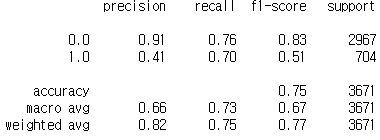 precision recall f1-score support
0.0 0.91 0.76 0.83 2967
1.0 0.41 0.70 0.51 704
accuracy 0.75 3671
macro avg 0.66 0.73 0.67 3671
weighted avg 0.82 0.75 0.77 3671